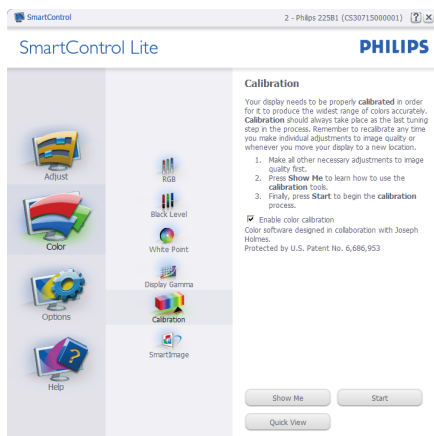 SmartControl
2 - Philips 225B1 (CS30715000001)
?
×
SmartControl Lite
PHILIPS
Adjust
Color
Options
Help
RGB
Black Level
White Point
Display Gamma
Calibration
SmartImage
Calibration
Your display needs to be properly calibrated in order
for it to produce the widest range of colors accurately.
Calibration should always take place as the last tuning
step in the process. Remember to recalibrate any time
you make individual adjustments to image quality or
whenever you move your display to a new location.
1. Make all other necessary adjustments to image
quality first.
2. Press Show Me to learn how to use the
calibration tools.
3. Finally, press Start to begin the calibration
process.
Enable color calbration
Color software designed in collaboration with Joseph
Holmes.
Protected by U.S. Patent No. 6,686,953
Show Me
Start
Quick View